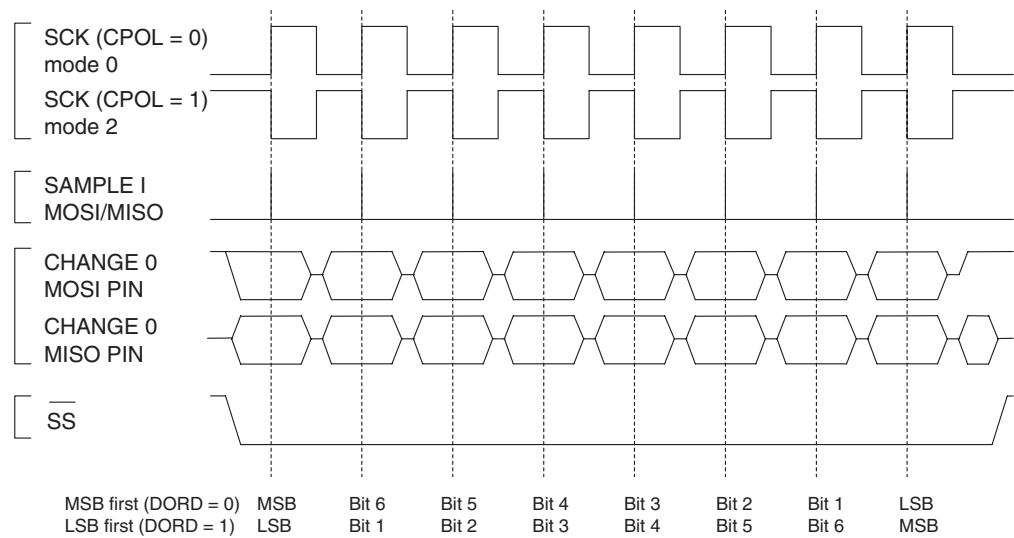 SCK (CPOL = 0)
mode 0
SCK (CPOL = 1)
mode 2
SAMPLE I
MOSI/MISO
CHANGE 0
MOSI PIN
CHANGE 0
MISO PIN
SS
MSB first (DORD = 0) MSB Bit 6 Bit 5 Bit 4 Bit 3 Bit 2 Bit 1 LSB
LSB first (DORD = 1) LSB Bit 1 Bit 2 Bit 3 Bit 4 Bit 5 Bit 6 MSB